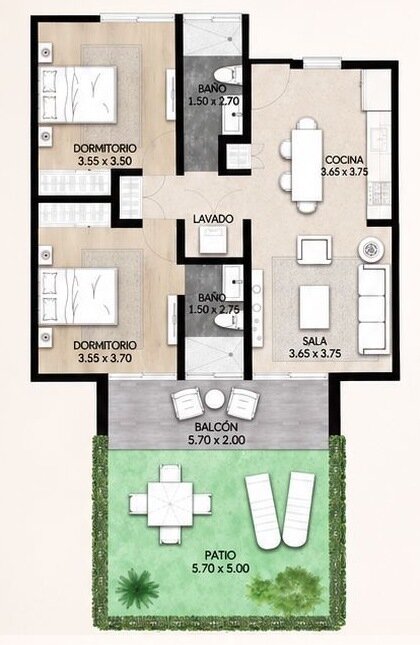 BAÑO
1.50 x 2.70
DORMITORIO
3.55 x 3.50
COCINA
3.65 x 3.75
LAVADO
BAÑO
1.50 x 2.75
DORMITORIO
3.55 x 3.70
SALA
3.65 x 3.75
BALCÓN
5.70 x 2.00
PATIO
5.70 x 5.00